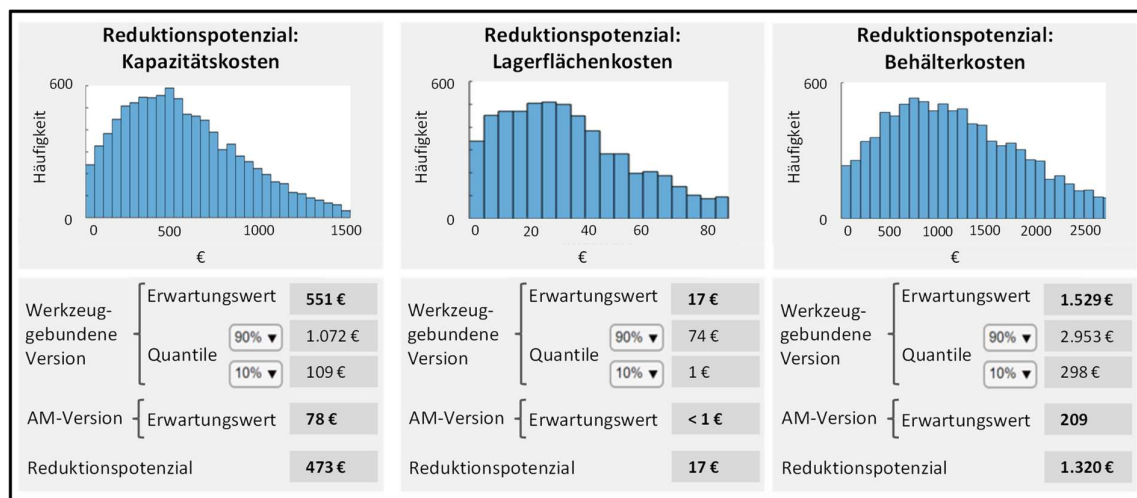 Reduktionspotenzial:
Kapazitätskosten
600
Häufigkeit
0
0 500 1000 1500
€
Werkzeug-
gebundene
Version
Erwartungswert 551 €
Quantile
90% ▼ 1.072 €
10% ▼ 109 €
AM-Version Erwartungswert 78 €
Reduktionspotenzial 473 €
Reduktionspotenzial:
Lagerflächenkosten
600
Häufigkeit
0
0 20 40 60 80
€
Werkzeug-
gebundene
Version
Erwartungswert 17 €
Quantile
90% ▼ 74 €
10% ▼ 1 €
AM-Version Erwartungswert < 1 €
Reduktionspotenzial 17 €
Reduktionspotenzial:
Behälterkosten
600
Häufigkeit
0
0 500 1000 1500 2000 2500
€
Werkzeug-
gebundene
Version
Erwartungswert 1.529 €
Quantile
90% ▼ 2.953 €
10% ▼ 298 €
AM-Version Erwartungswert 209
Reduktionspotenzial 1.320 €